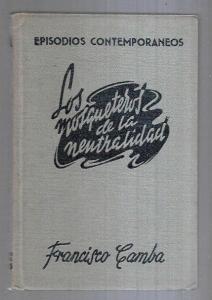 EPISODIOS CONTEMPORANEOS
Los
mosqueteros
de la
neutralidad
Francisco Camba